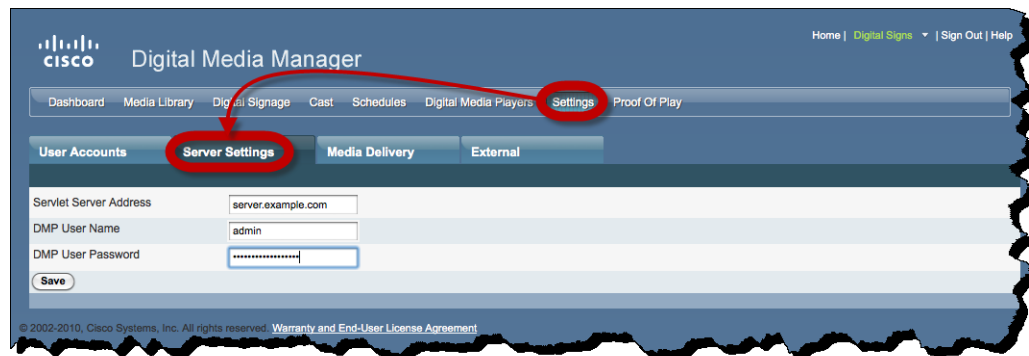 Home | Digital Signs | Sign Out | Help
CISCO Digital Media Manager
Dashboard Media Library Digital Signage Cast Schedules Digital Media Players Settings Proof Of Play
User Accounts Server Settings Media Delivery External
Servlet Server Address server.example.com
DMP User Name admin
DMP User Password ••••••••••••••••••
Save
© 2002-2010, Cisco Systems, Inc. All rights reserved. Warranty and End-User License Agreement